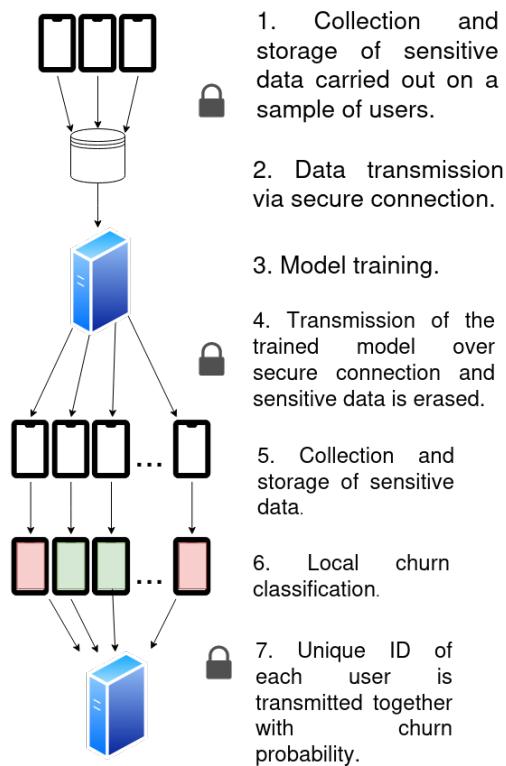 1. Collection and
storage of sensitive
data carried out on a
sample of users.
2. Data transmission
via secure connection.
3. Model training.
4. Transmission of the
trained model over
secure connection and
sensitive data is erased.
...
5. Collection and
storage of sensitive
data.
6. Local churn
classification.
...
7. Unique ID of
each user is
transmitted together
with churn
probability.